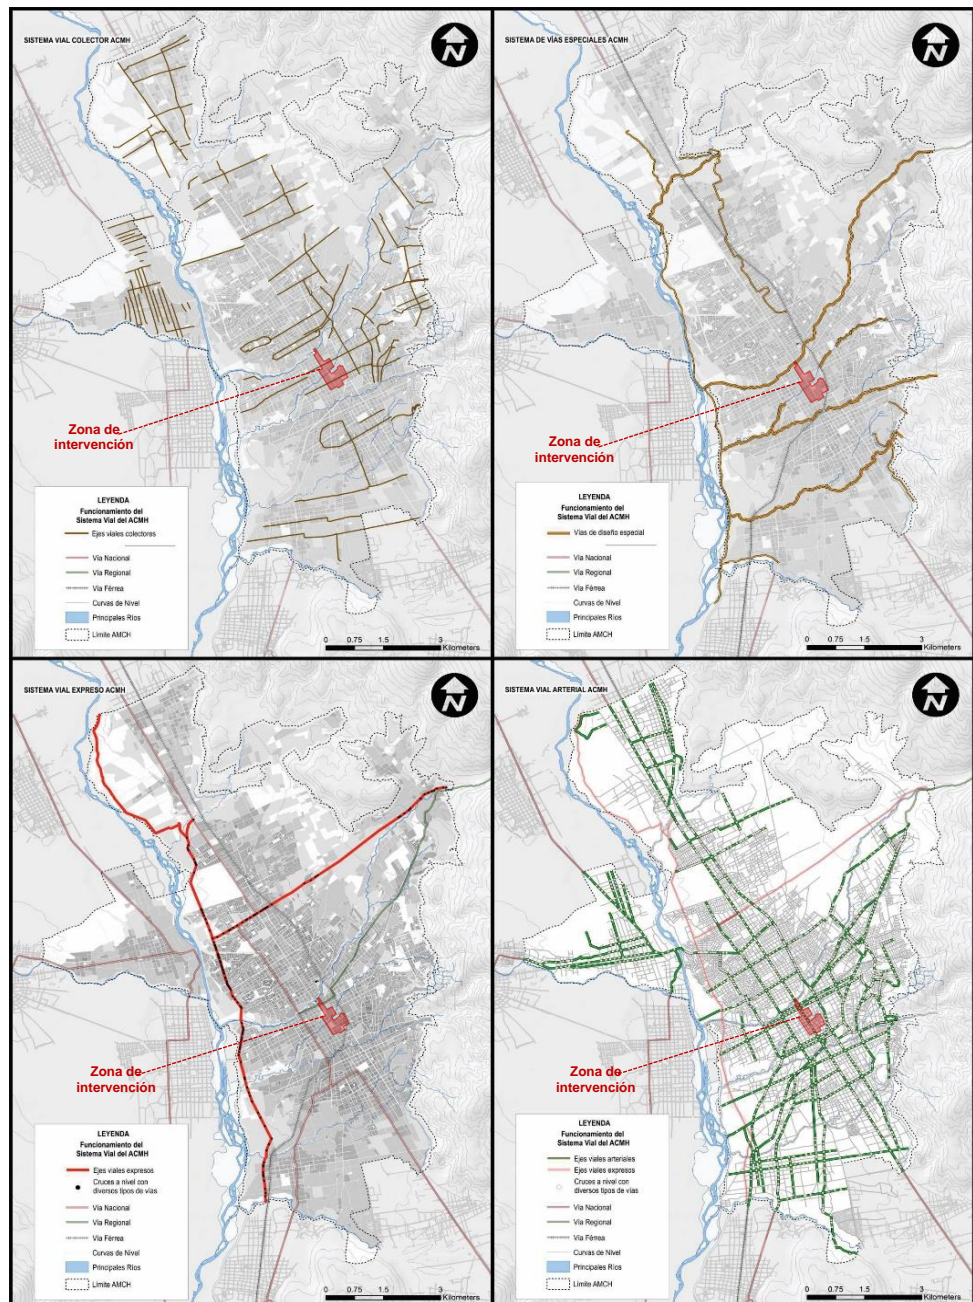 SISTEMA VIAL COLECTOR ACMH
N
Zona de
intervención
LEYENDA
Funcionamiento del
Sistema Vial del ACMH
Ejes viales colectores
Vía Nacional
Vía Regional
Vía Férrea
Curvas de Nivel
Principales Ríos
Límite AMCH
0 0.75 1.5 3
Kilometers
SISTEMA DE VÍAS ESPECIALES ACMH
N
Zona de
intervención
LEYENDA
Funcionamiento del
Sistema Vial del ACMH
Vías de diseño especial
Vía Nacional
Vía Regional
Vía Férrea
Curvas de Nivel
Principales Ríos
Límite AMCH
0 0.75 1.5 3
Kilometers
SISTEMA VIAL EXPRESO ACMH
N
Zona de
intervención
LEYENDA
Funcionamiento del
Sistema Vial del ACMH
Ejes viales expresos
Cruces a nivel con
diversos tipos de vías
Vía Nacional
Vía Regional
Vía Férrea
Curvas de Nivel
Principales Ríos
Límite AMCH
0 0.75 1.5 3
Kilometers
SISTEMA VIAL ARTERIAL ACMH
N
Zona de
intervención
LEYENDA
Funcionamiento del
Sistema Vial del ACMH
Ejes viales arteriales
Ejes viales expresos
Cruces a nivel con
diversos tipos de vías
Vía Nacional
Vía Regional
Vía Férrea
Curvas de Nivel
Principales Ríos
Límite AMCH
0 0.75 1.5 3
Kilometers